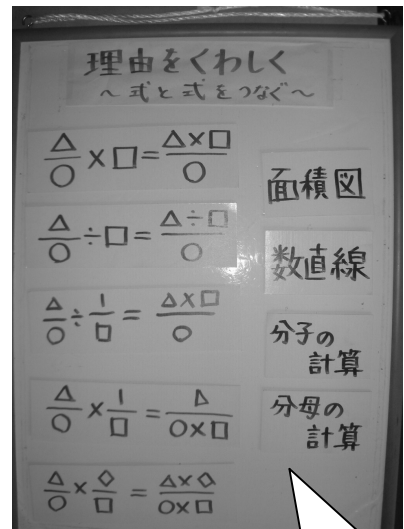 理由をくわしく
～式と式をつなぐ～
△/○×□=△×□/○
△/○÷□=△÷□/○
△/○÷1/□=△×□/○
△/○×1/□=△/○×□
△/○×◇/□=△×◇/○×□
面積図
数直線
分子の
計算
分母の
計算